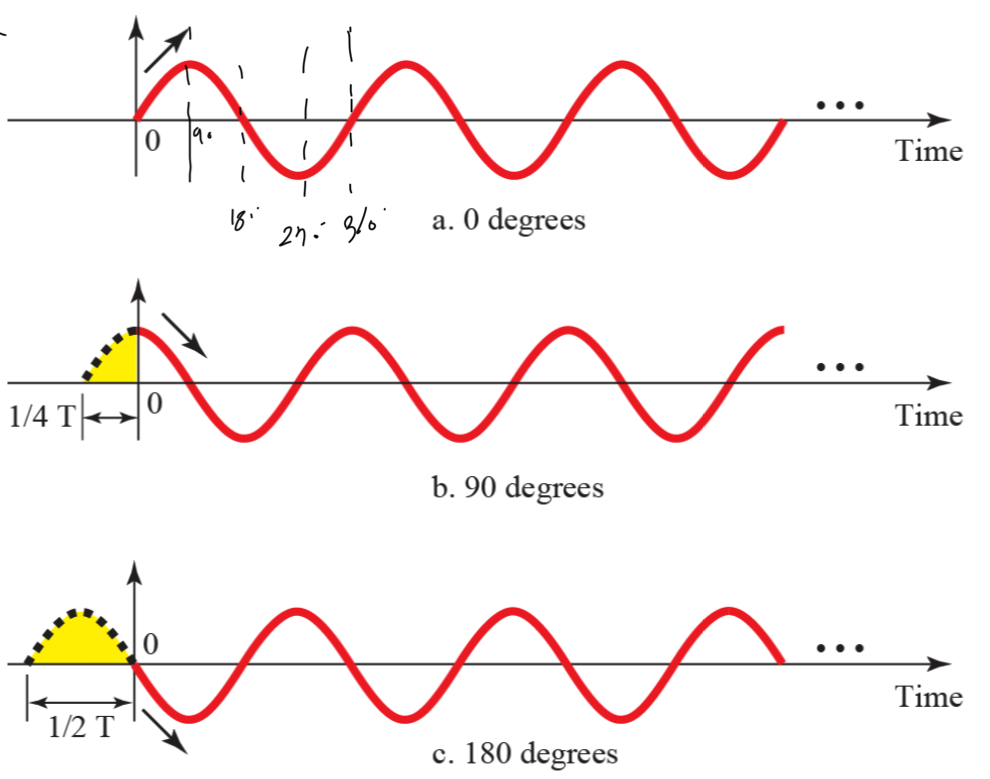 0
90
Time
180
270
360
a. 0 degrees
1/4 T
0
Time
b. 90 degrees
0
1/2 T
Time
c. 180 degrees